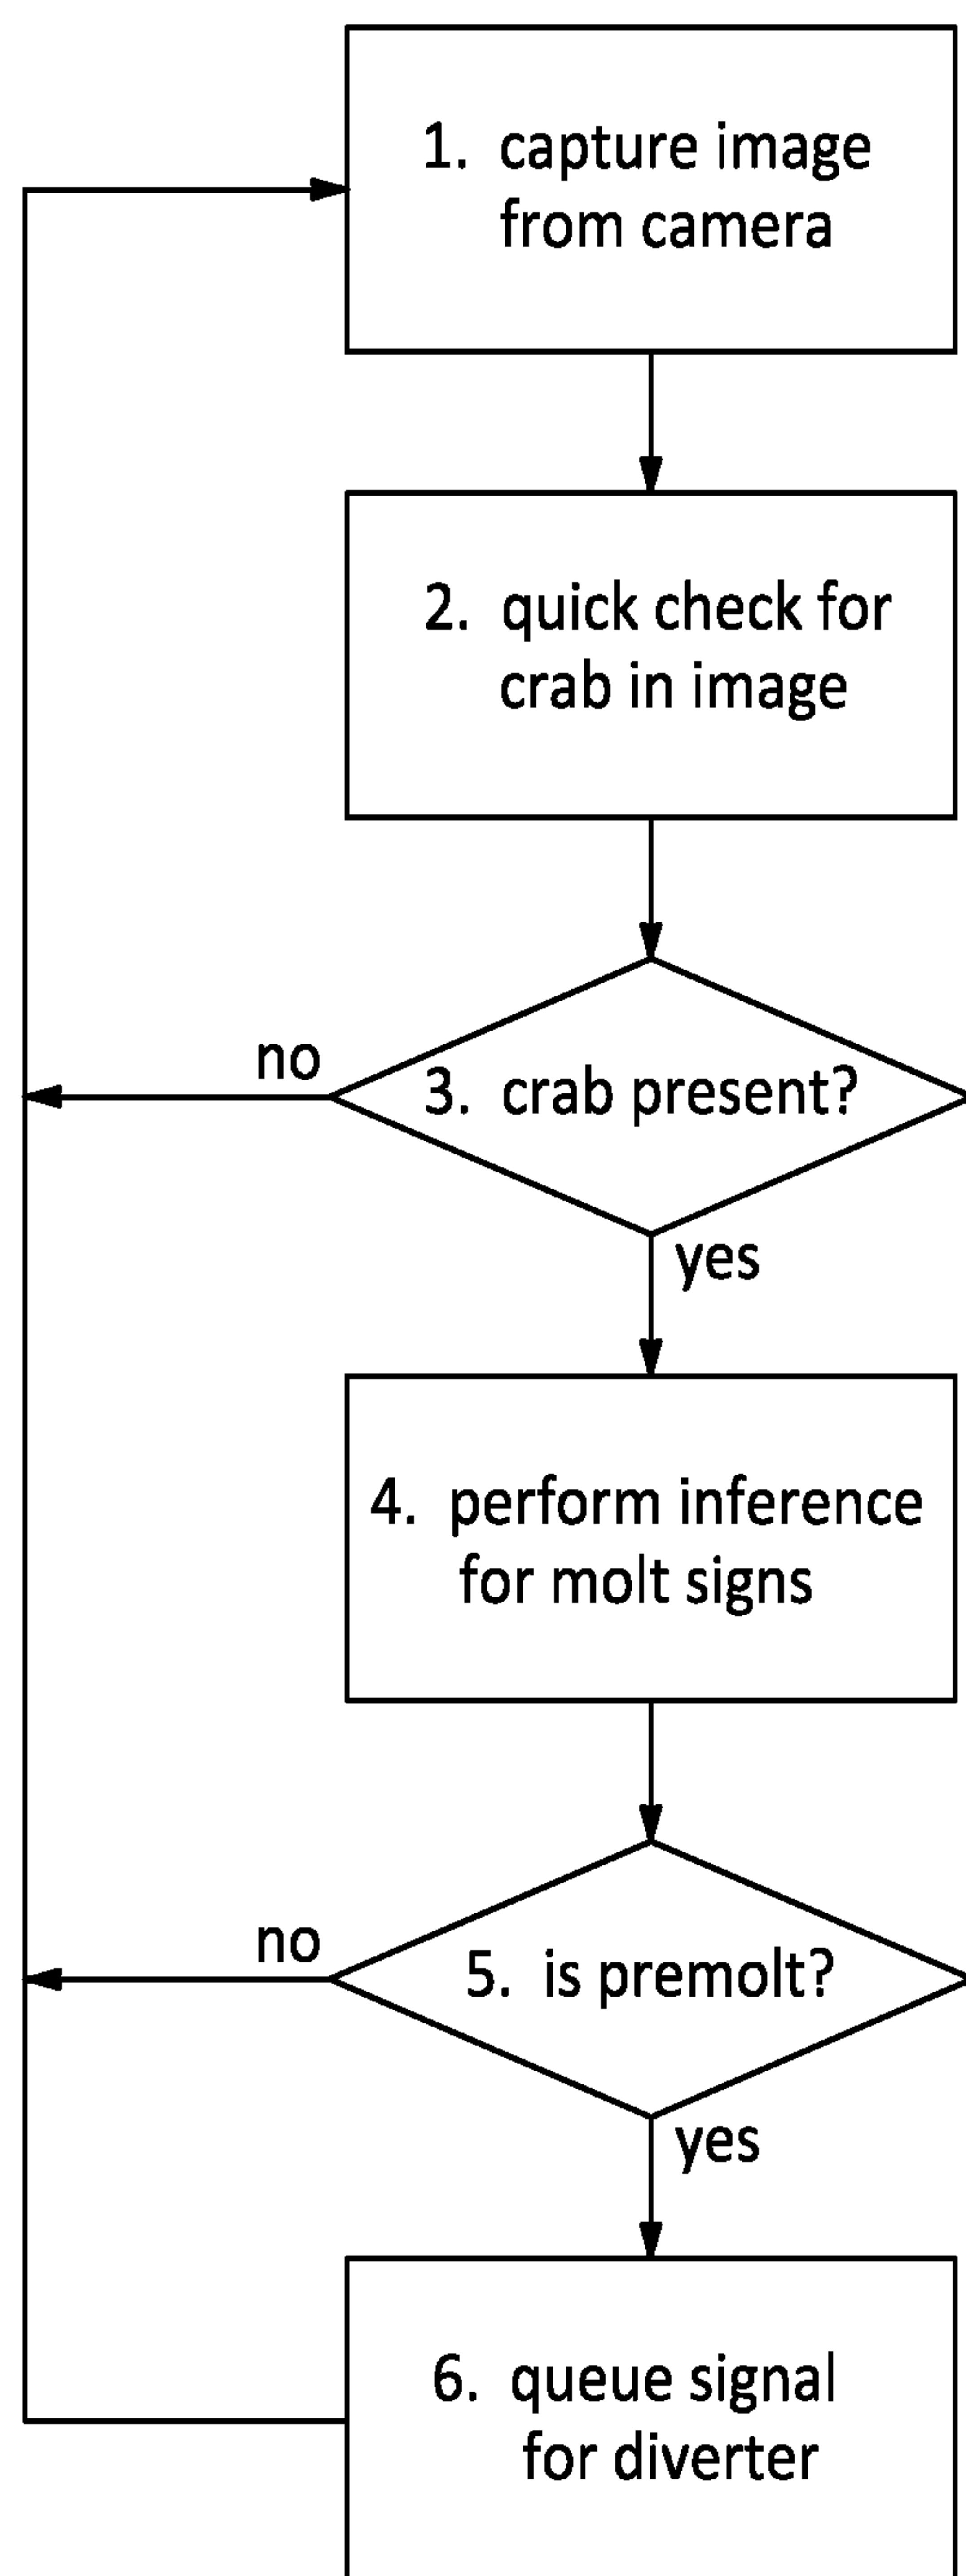 1. capture image
from camera
2. quick check for
crab in image
no
3. crab present?
yes
4. perform inference
for molt signs
no
5. is premolt?
yes
6. queue signal
for diverter